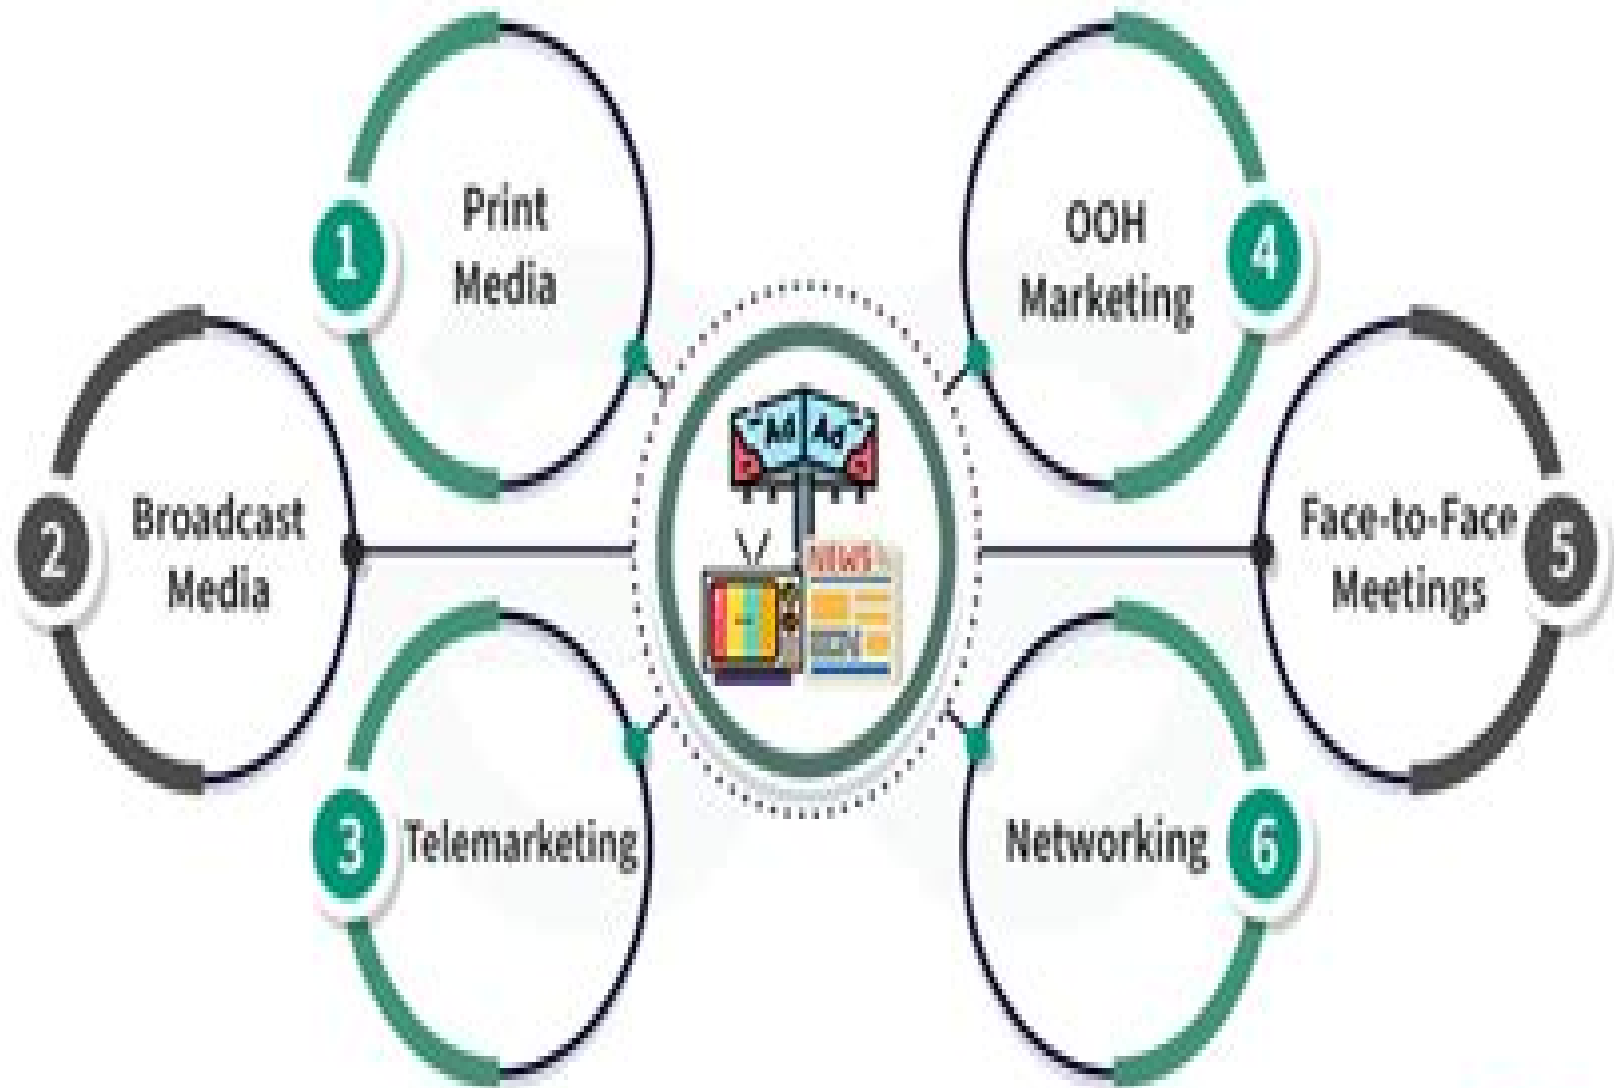 1
Print
Media
2
Broadcast
Media
3
Telemarketing
4
OOH
Marketing
5
Face-to-Face
Meetings
6
Networking
Ad Ad
NEWS